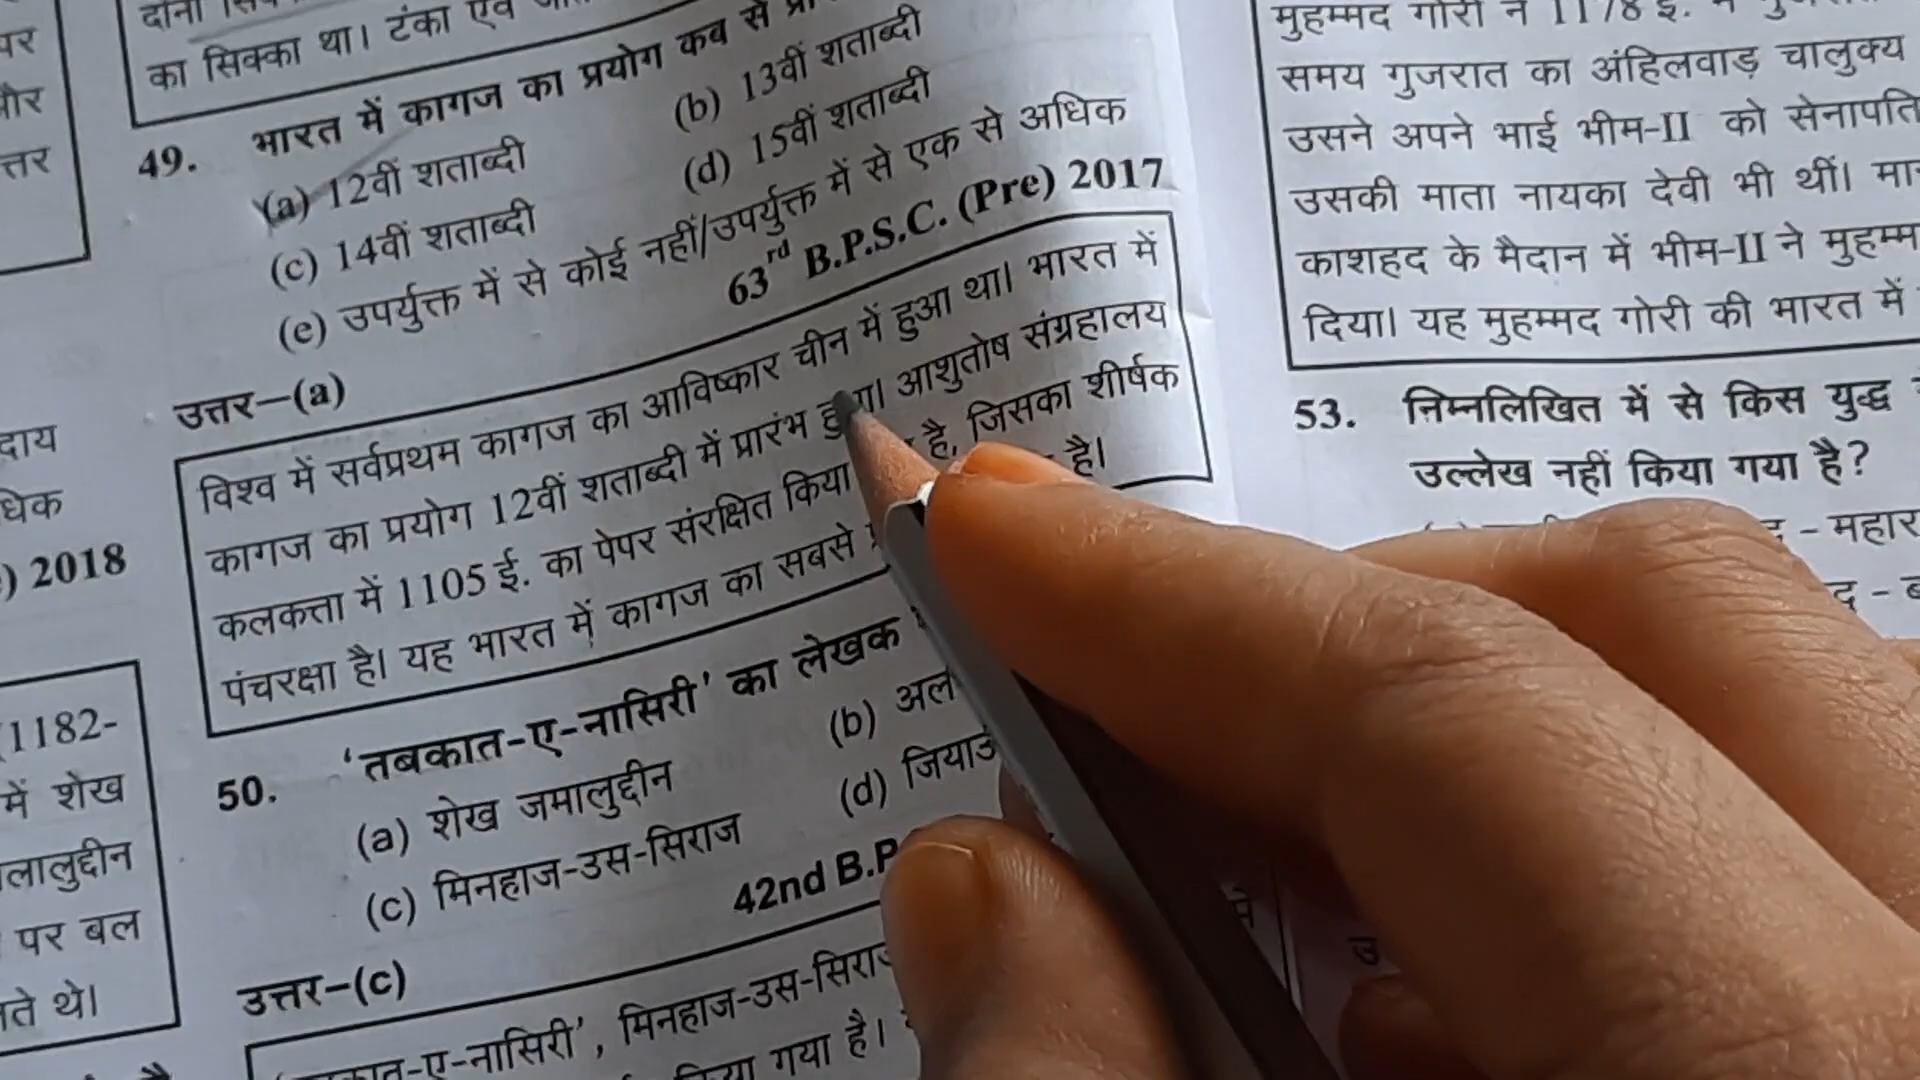 का सिक्का था। टंका एवं
49. भारत में कागज का प्रयोग कब से
(a) 12वीं शताब्दी
(b) 13वीं शताब्दी
(c) 14वीं शताब्दी
(d) 15वीं शताब्दी
(e) उपर्युक्त में से कोई नहीं/उपर्युक्त में से एक से अधिक
63rd B.P.S.C. (Pre) 2017
उत्तर–(a)
विश्व में सर्वप्रथम कागज का आविष्कार चीन में हुआ था। भारत में
कागज का प्रयोग 12वीं शताब्दी में प्रारंभ आशुतोष संग्रहालय
कलकत्ता में 1105 ई. का पेपर संरक्षित किया है, जिसका शीर्षक
पंचरक्षा है। यह भारत में कागज का सबसे है।
50. 'तबकात-ए-नासिरी' का लेखक
(a) शेख जमालुद्दीन
(b) अल
(c) मिनहाज-उस-सिराज
(d)
42nd B.P
उत्तर–(c)
-ए-नासिरी', मिनहाज-उस-सिराज
किया गया है।
) 2018
1182-
में शेख
पर बल
थे।
मुहम्मद गोरी ने 1178 ई. में
समय गुजरात का अंहिलवाड़ चालुक्य
उसने अपने भाई भीम-II को सेनापति
उसकी माता नायका देवी भी थीं।
काशहद के मैदान में भीम-II ने
दिया। यह मुहम्मद गोरी की भारत में
53. निम्नलिखित में से किस युद्ध
उल्लेख नहीं किया गया है?